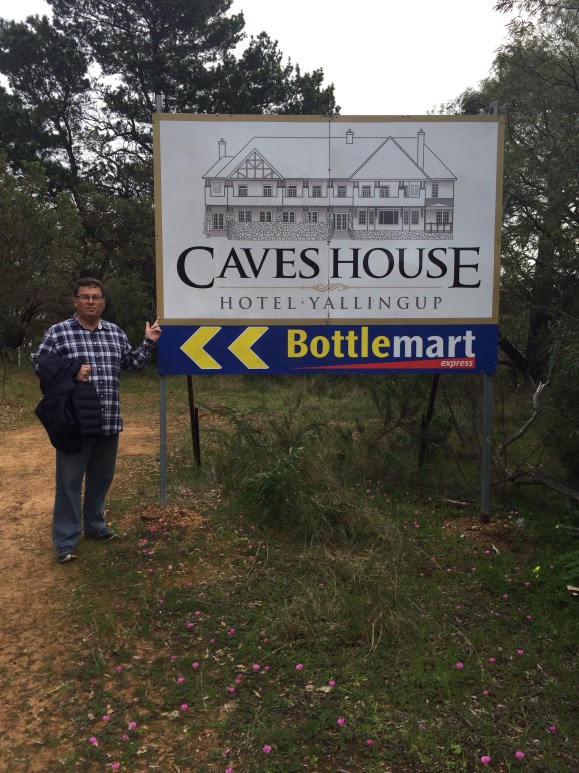 CAVES HOUSE
HOTEL · YALLINGUP
Bottlemart
express